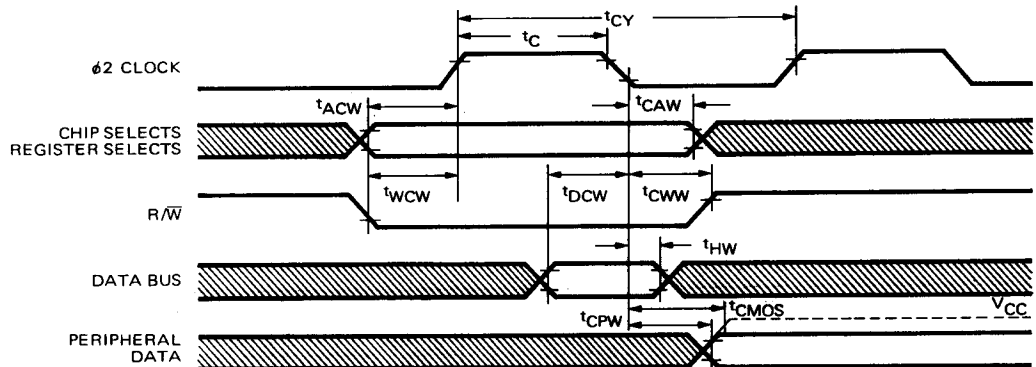 tCY
tC
ø2 CLOCK
tACW
tCAW
CHIP SELECTS
REGISTER SELECTS
tWCW
tDCW
tCWW
R/W̅
tHW
DATA BUS
tCMOS
VCC
tCPW
PERIPHERAL
DATA